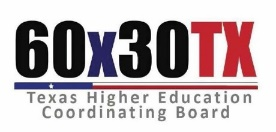 60x30TX
Texas Higher Education
Coordinating Board